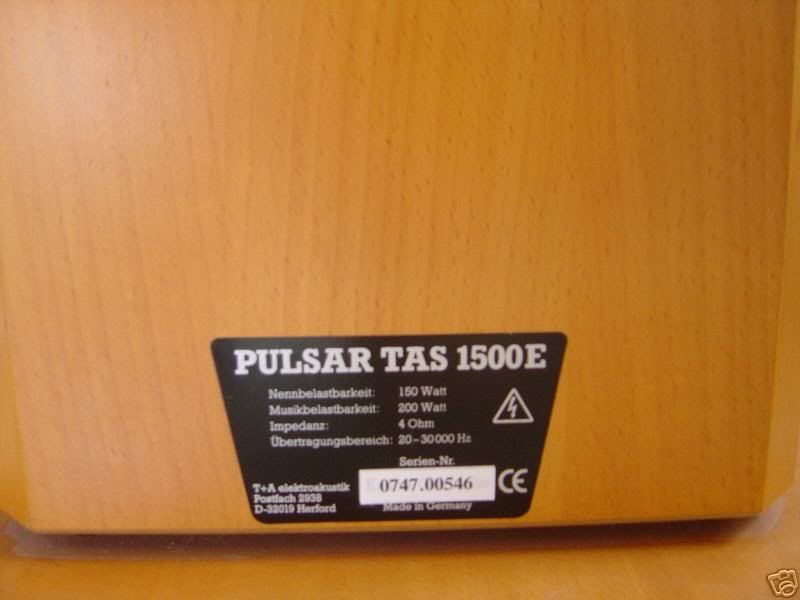 PULSAR TAS 1500E
Nennbelastbarkeit: 150 Watt
Musikbelastbarkeit: 200 Watt
Impedanz: 4 Ohm
Übertragungsbereich: 20–30000 Hz
Serien-Nr.
0747.00546
CE
T+A elektroakustik
Postfach 2938
D-32019 Herford
Made in Germany